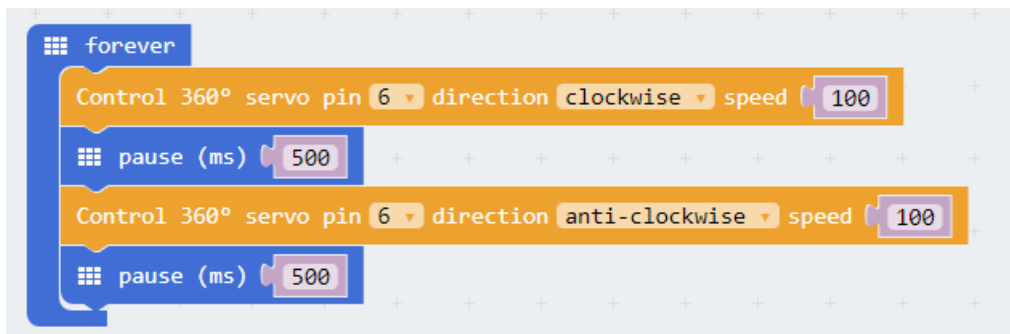 forever
Control 360° servo pin 6 direction clockwise speed 100
pause (ms) 500
Control 360° servo pin 6 direction anti-clockwise speed 100
pause (ms) 500